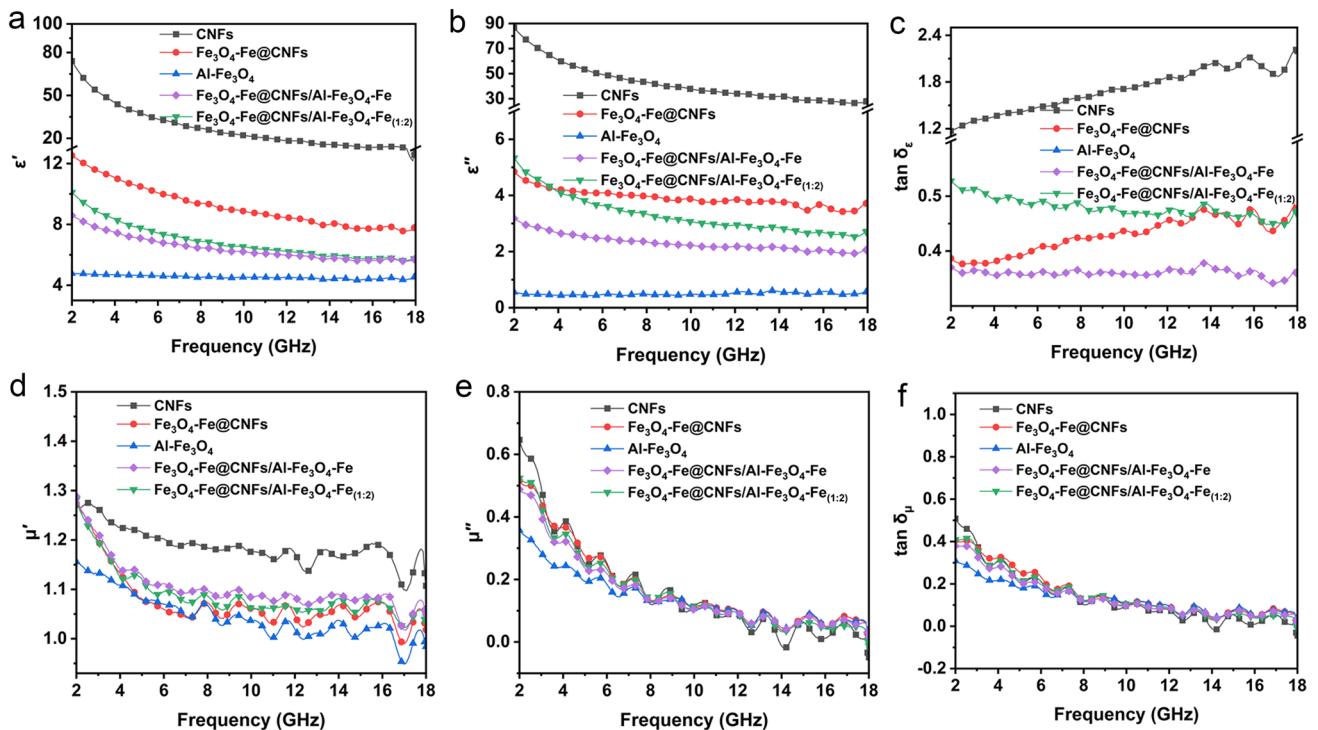 a
100
75
50
20
12
8
4
ε′
CNFs
Fe₃O₄-Fe@CNFs
Al-Fe₃O₄
Fe₃O₄-Fe@CNFs/Al-Fe₃O₄-Fe
Fe₃O₄-Fe@CNFs/Al-Fe₃O₄-Fe₍₁:₂₎
2 4 6 8 10 12 14 16 18
Frequency (GHz)
b
90
70
50
30
6
4
2
0
ε″
CNFs
Fe₃O₄-Fe@CNFs
Al-Fe₃O₄
Fe₃O₄-Fe@CNFs/Al-Fe₃O₄-Fe
Fe₃O₄-Fe@CNFs/Al-Fe₃O₄-Fe₍₁:₂₎
2 4 6 8 10 12 14 16 18
Frequency (GHz)
c
2.4
1.8
1.2
0.5
0.4
tan δ_ε
CNFs
Fe₃O₄-Fe@CNFs
Al-Fe₃O₄
Fe₃O₄-Fe@CNFs/Al-Fe₃O₄-Fe
Fe₃O₄-Fe@CNFs/Al-Fe₃O₄-Fe₍₁:₂₎
2 4 6 8 10 12 14 16 18
Frequency (GHz)
d
1.5
1.4
1.3
1.2
1.1
1.0
μ′
CNFs
Fe₃O₄-Fe@CNFs
Al-Fe₃O₄
Fe₃O₄-Fe@CNFs/Al-Fe₃O₄-Fe
Fe₃O₄-Fe@CNFs/Al-Fe₃O₄-Fe₍₁:₂₎
2 4 6 8 10 12 14 16 18
Frequency (GHz)
e
0.8
0.6
0.4
0.2
0.0
μ″
CNFs
Fe₃O₄-Fe@CNFs
Al-Fe₃O₄
Fe₃O₄-Fe@CNFs/Al-Fe₃O₄-Fe
Fe₃O₄-Fe@CNFs/Al-Fe₃O₄-Fe₍₁:₂₎
2 4 6 8 10 12 14 16 18
Frequency (GHz)
f
1.0
0.8
0.6
0.4
0.2
0.0
-0.2
tan δ_μ
CNFs
Fe₃O₄-Fe@CNFs
Al-Fe₃O₄
Fe₃O₄-Fe@CNFs/Al-Fe₃O₄-Fe
Fe₃O₄-Fe@CNFs/Al-Fe₃O₄-Fe₍₁:₂₎
2 4 6 8 10 12 14 16 18
Frequency (GHz)